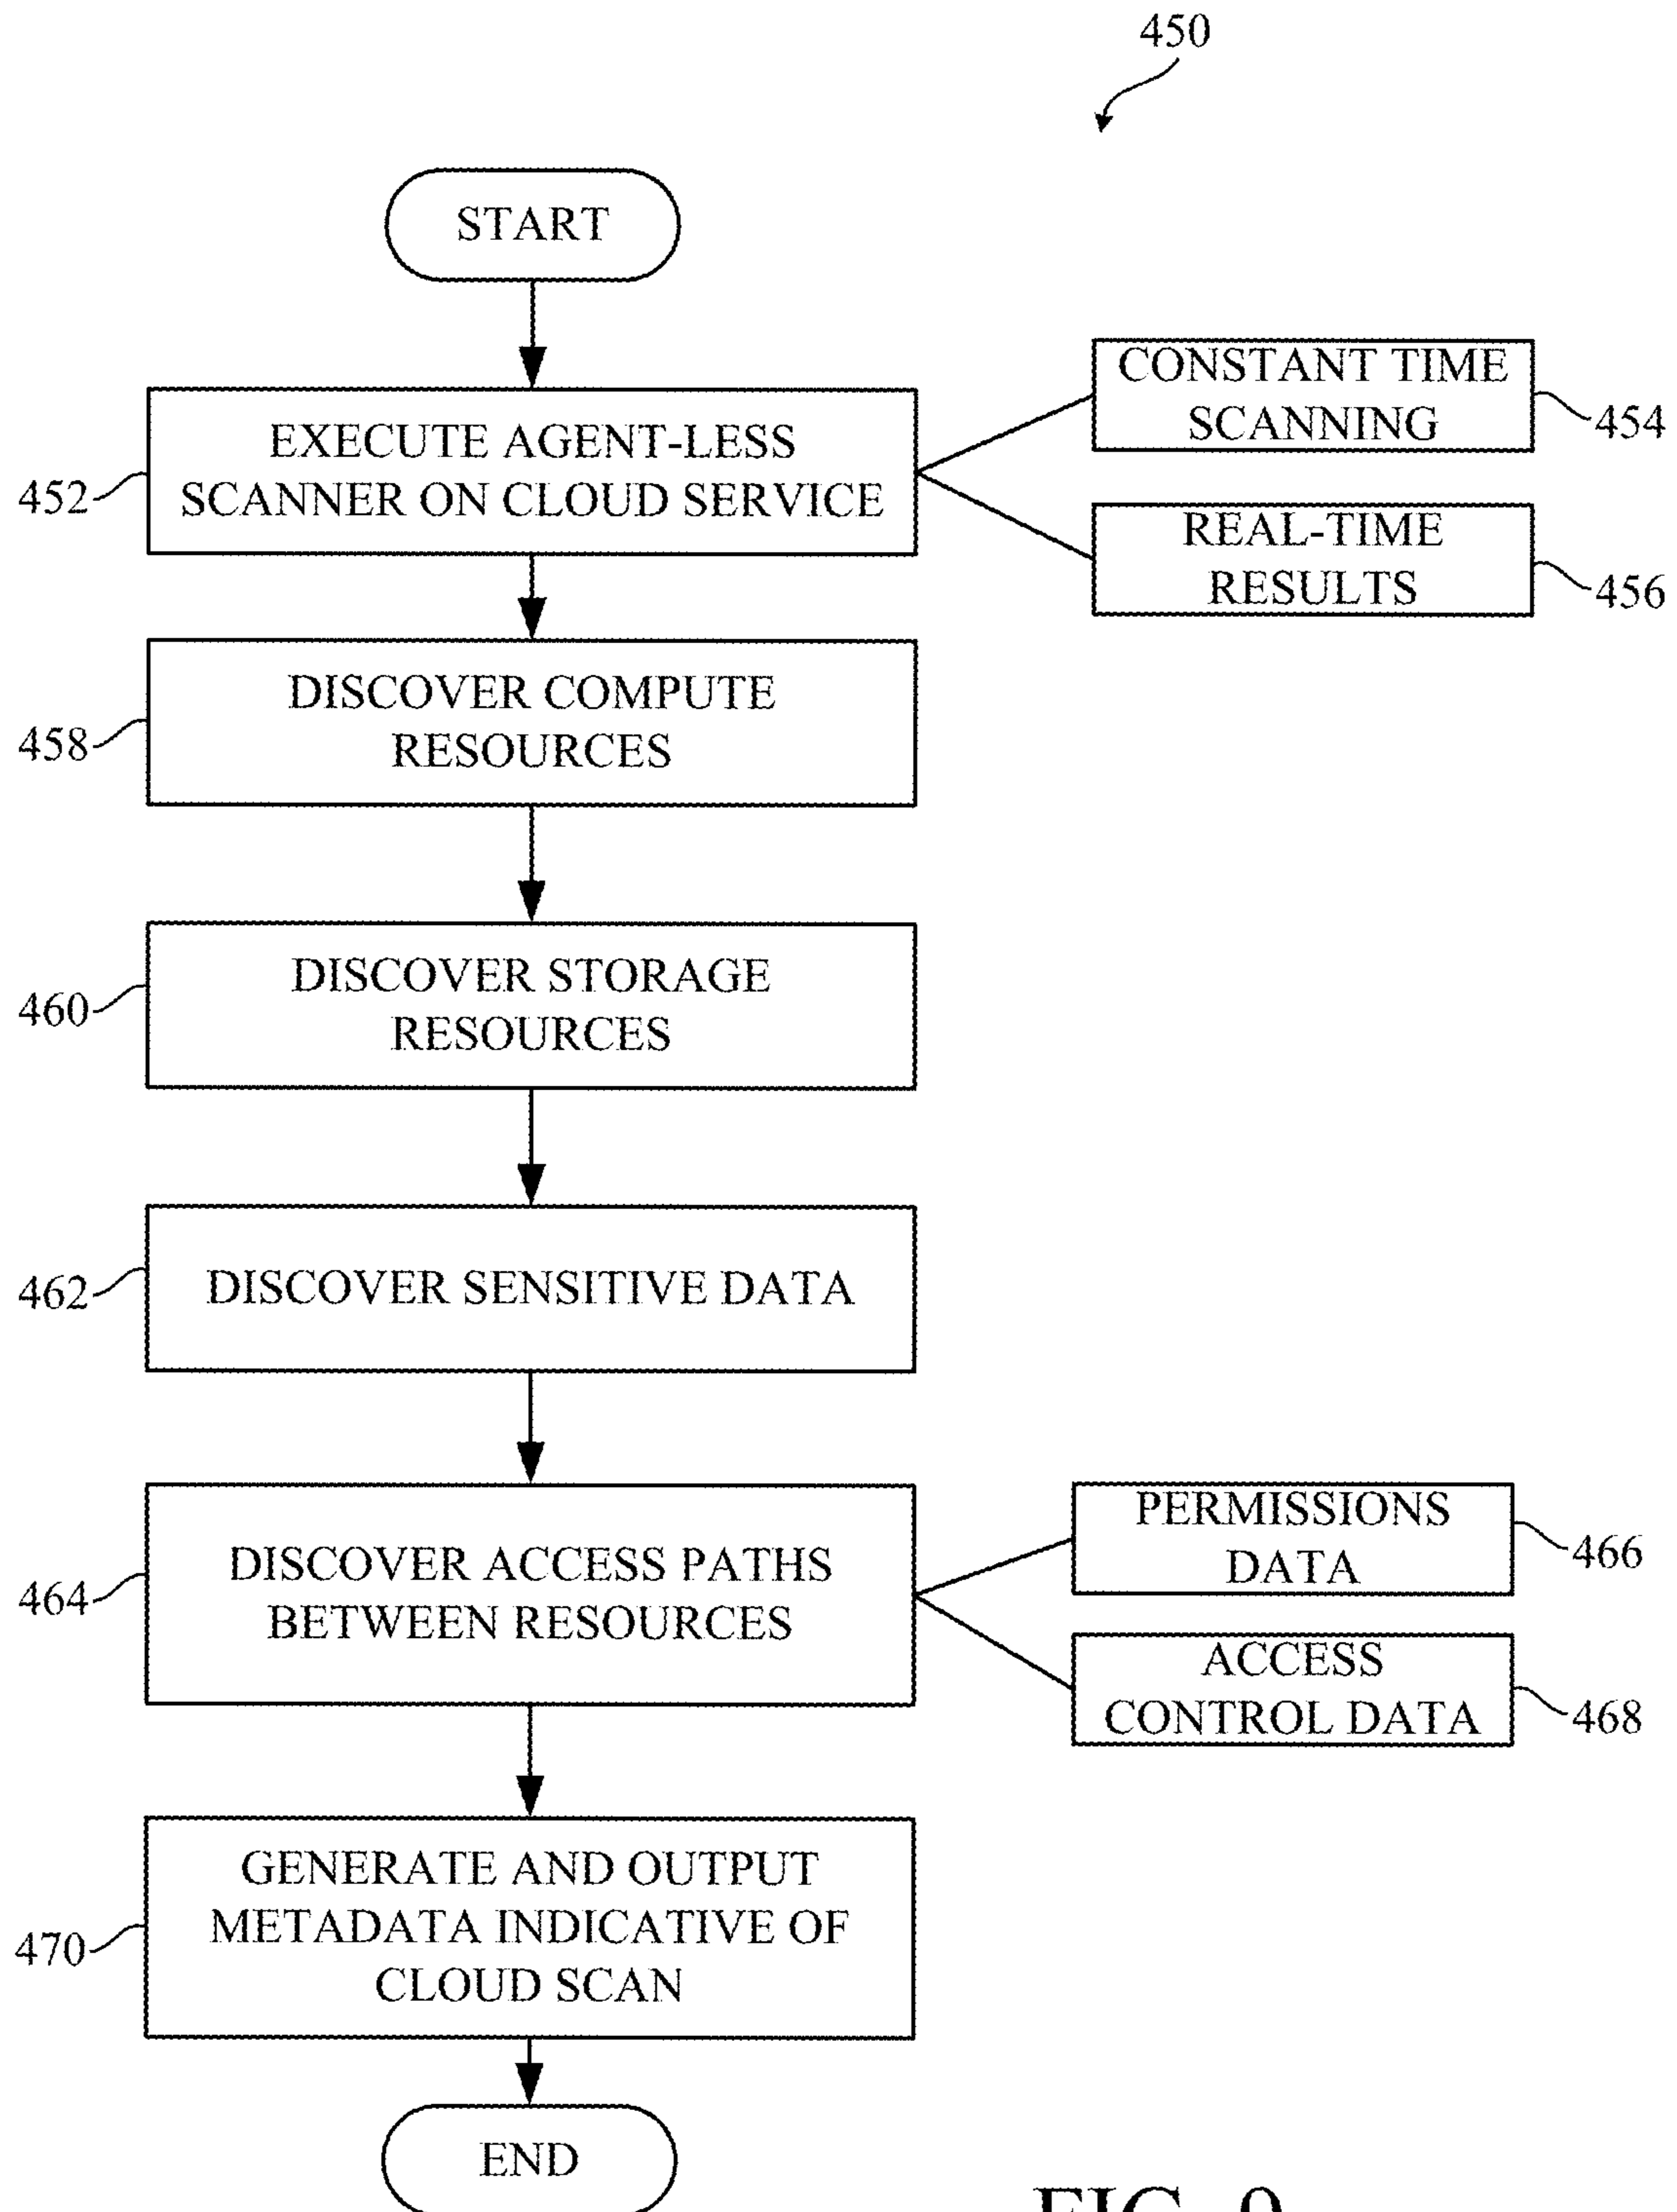 450
START
EXECUTE AGENT-LESS
SCANNER ON CLOUD SERVICE
452
CONSTANT TIME
SCANNING
454
REAL-TIME
RESULTS
456
DISCOVER COMPUTE
RESOURCES
458
DISCOVER STORAGE
RESOURCES
460
DISCOVER SENSITIVE DATA
462
DISCOVER ACCESS PATHS
BETWEEN RESOURCES
464
PERMISSIONS
DATA
466
ACCESS
CONTROL DATA
468
GENERATE AND OUTPUT
METADATA INDICATIVE OF
CLOUD SCAN
470
END